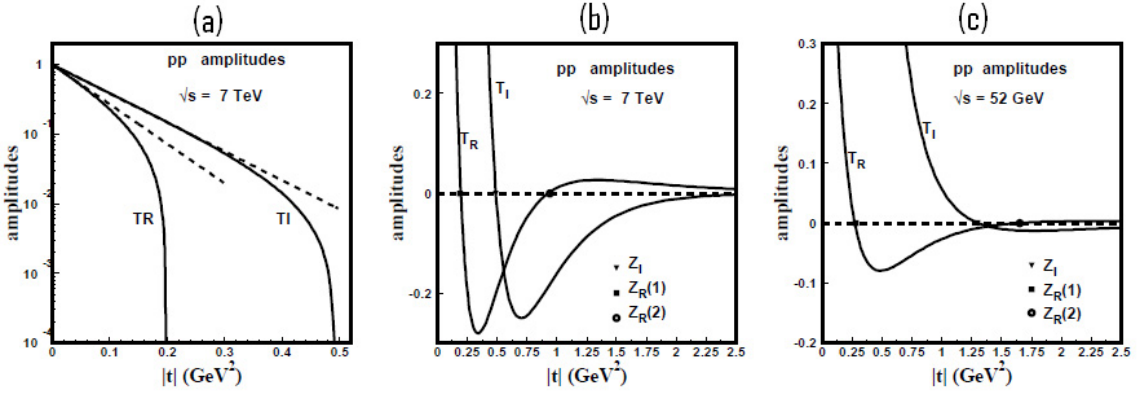 (a)
pp amplitudes
√s = 7 TeV
TR
TI
amplitudes
1
10 -1
10 -2
10 -3
10 -4
0 0.1 0.2 0.3 0.4 0.5
|t| (GeV²)
(b)
pp amplitudes
√s = 7 TeV
T_I
T_R
Z_I
Z_R(1)
Z_R(2)
amplitudes
0.2
0
-0.2
0 0.25 0.5 0.75 1 1.25 1.5 1.75 2 2.25 2.5
|t| (GeV²)
(c)
pp amplitudes
√s = 52 GeV
T_I
T_R
Z_I
Z_R(1)
Z_R(2)
amplitudes
0.3
0.2
0.1
0
-0.1
-0.2
0 0.25 0.5 0.75 1 1.25 1.5 1.75 2 2.25 2.5
|t| (GeV²)